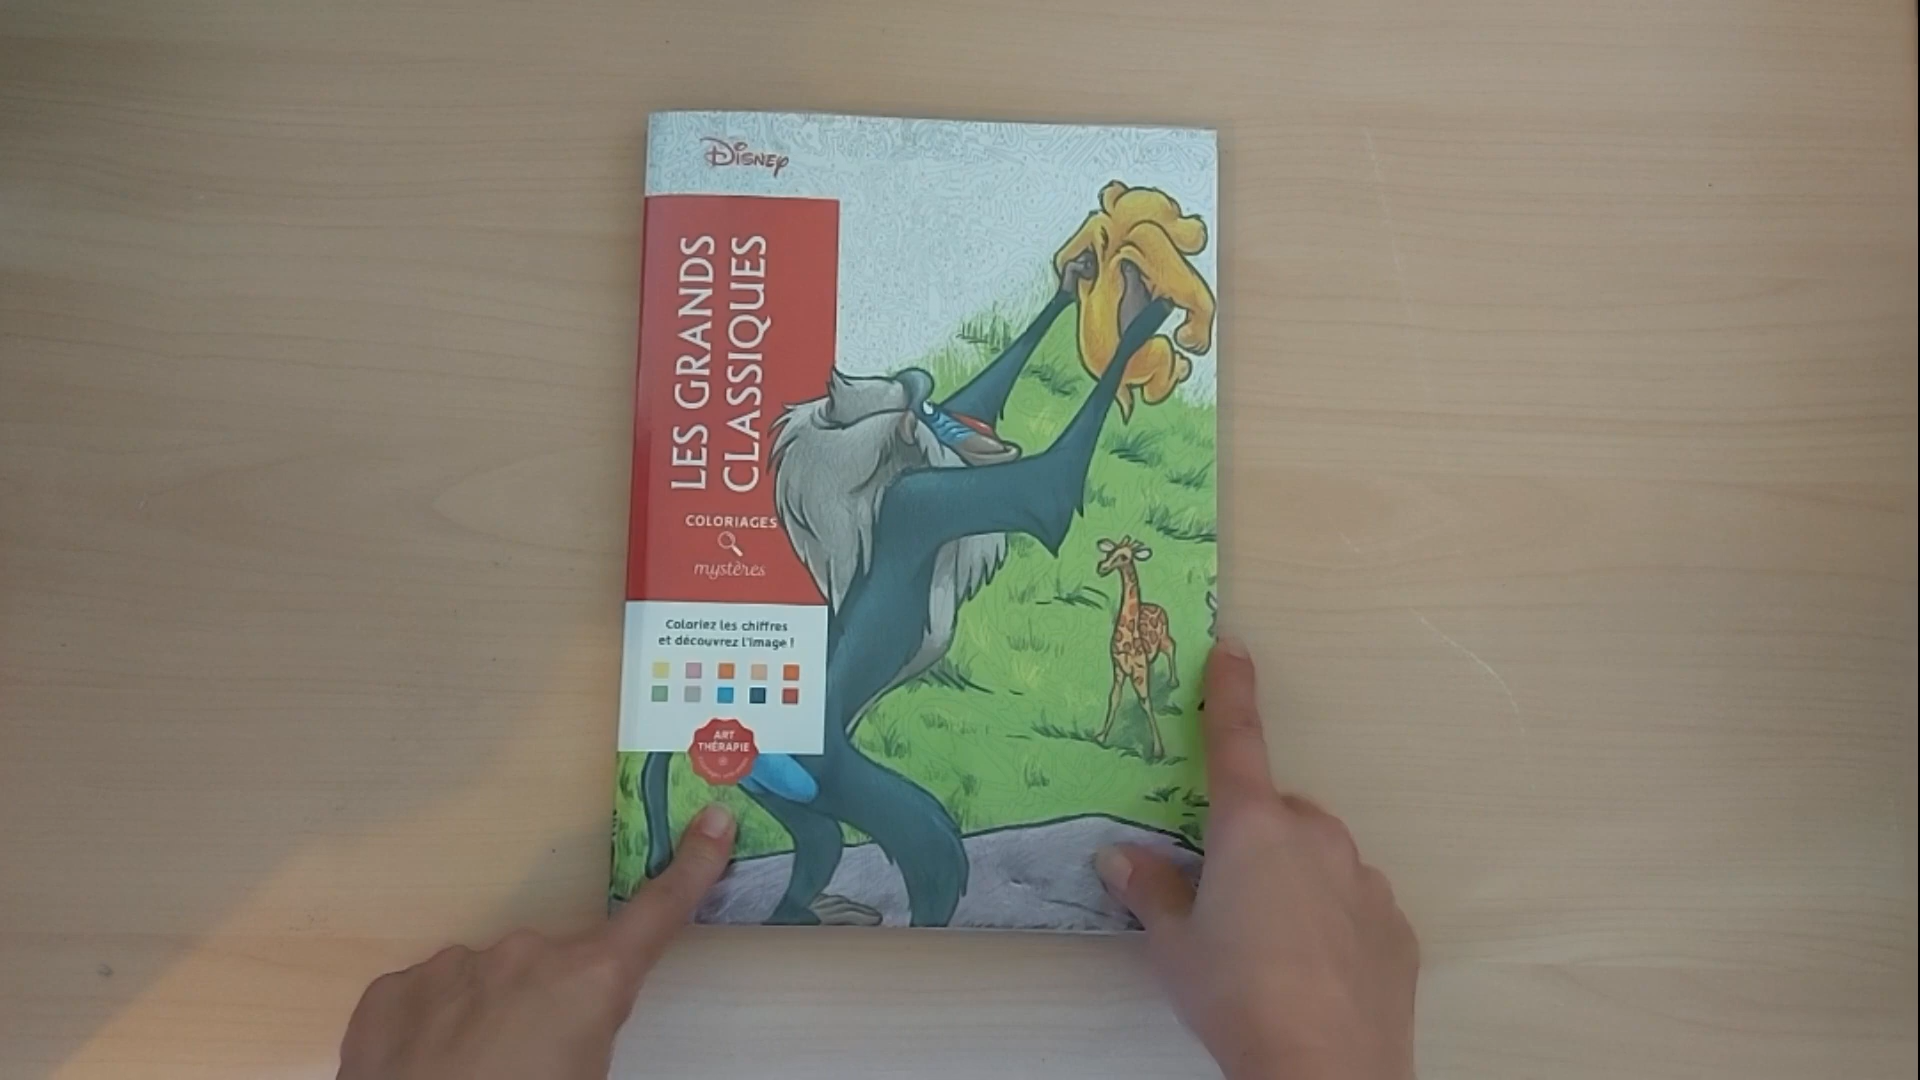 Disney
LES GRANDS
CLASSIQUES
COLORIAGES
mystères
Coloriez les chiffres
et découvrez l'image !
ART
THÉRAPIE